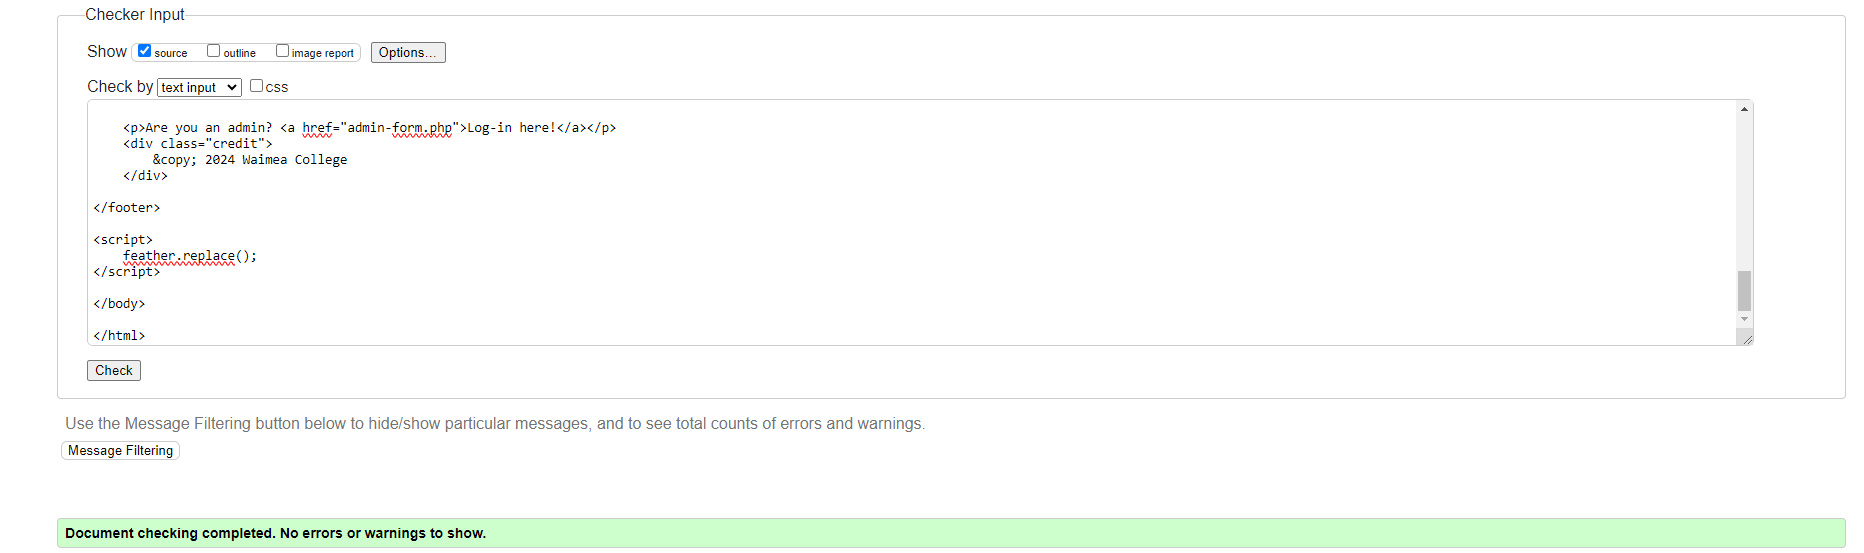 Checker Input
Show source outline image report Options...
Check by text input css
<p>Are you an admin? <a href="admin-form.php">Log-in here!</a></p>
<div class="credit">
&copy; 2024 Waimea College
</div>
</footer>
<script>
feather.replace();
</script>
</body>
</html>
Check
Use the Message Filtering button below to hide/show particular messages, and to see total counts of errors and warnings.
Message Filtering
Document checking completed. No errors or warnings to show.